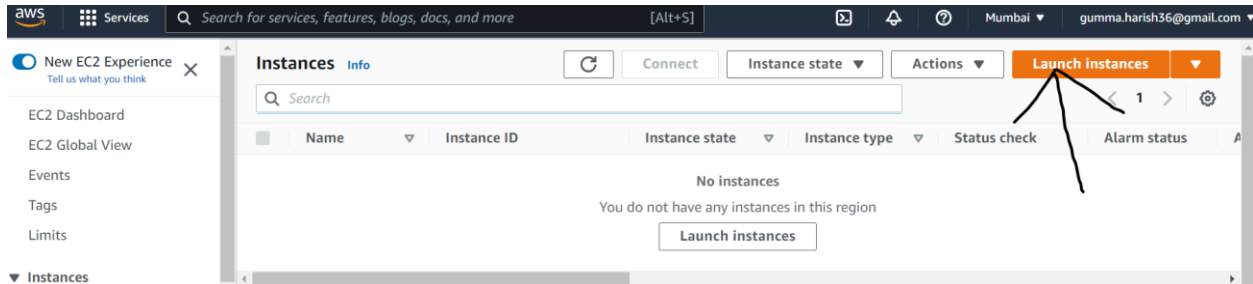 aws Services Search for services, features, blogs, docs, and more [Alt+S] Mumbai gumma.harish36@gmail.com
New EC2 Experience
Tell us what you think
EC2 Dashboard
EC2 Global View
Events
Tags
Limits
Instances
Instances Info Connect Instance state Actions Launch instances
Search 1
Name Instance ID Instance state Instance type Status check Alarm status A
No instances
You do not have any instances in this region
Launch instances